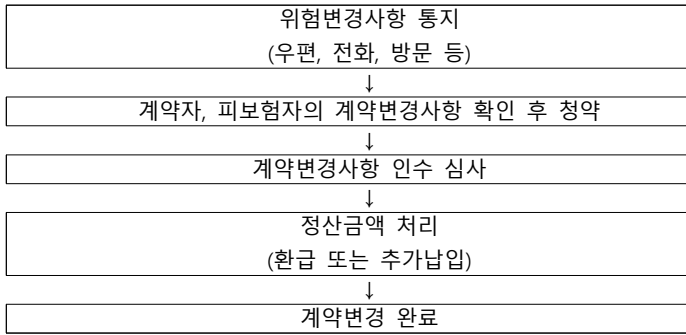 위험변경사항 통지
(우편, 전화, 방문 등)
↓
계약자, 피보험자의 계약변경사항 확인 후 청약
↓
계약변경사항 인수 심사
↓
정산금액 처리
(환급 또는 추가납입)
↓
계약변경 완료